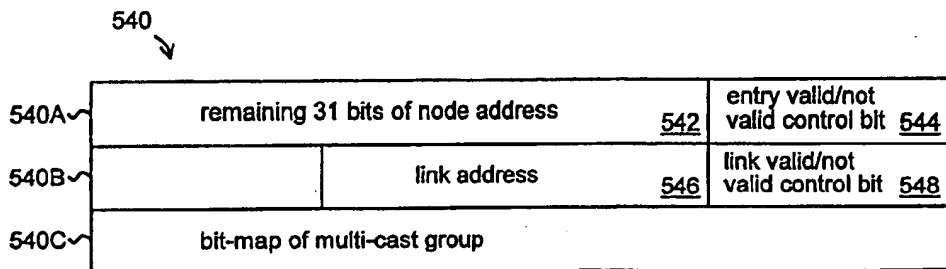 540
540A
remaining 31 bits of node address 542
entry valid/not
valid control bit 544
540B
link address 546
link valid/not
valid control bit 548
540C
bit-map of multi-cast group